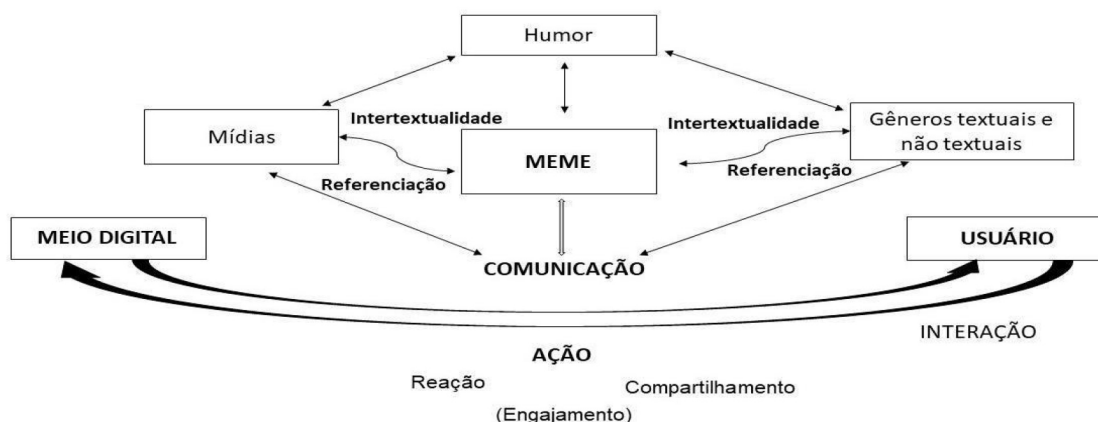 Humor
Intertextualidade
Intertextualidade
Mídias
MEME
Gêneros textuais e
não textuais
Referenciação
Referenciação
MEIO DIGITAL
USUÁRIO
COMUNICAÇÃO
INTERAÇÃO
AÇÃO
Reação
Compartilhamento
(Engajamento)